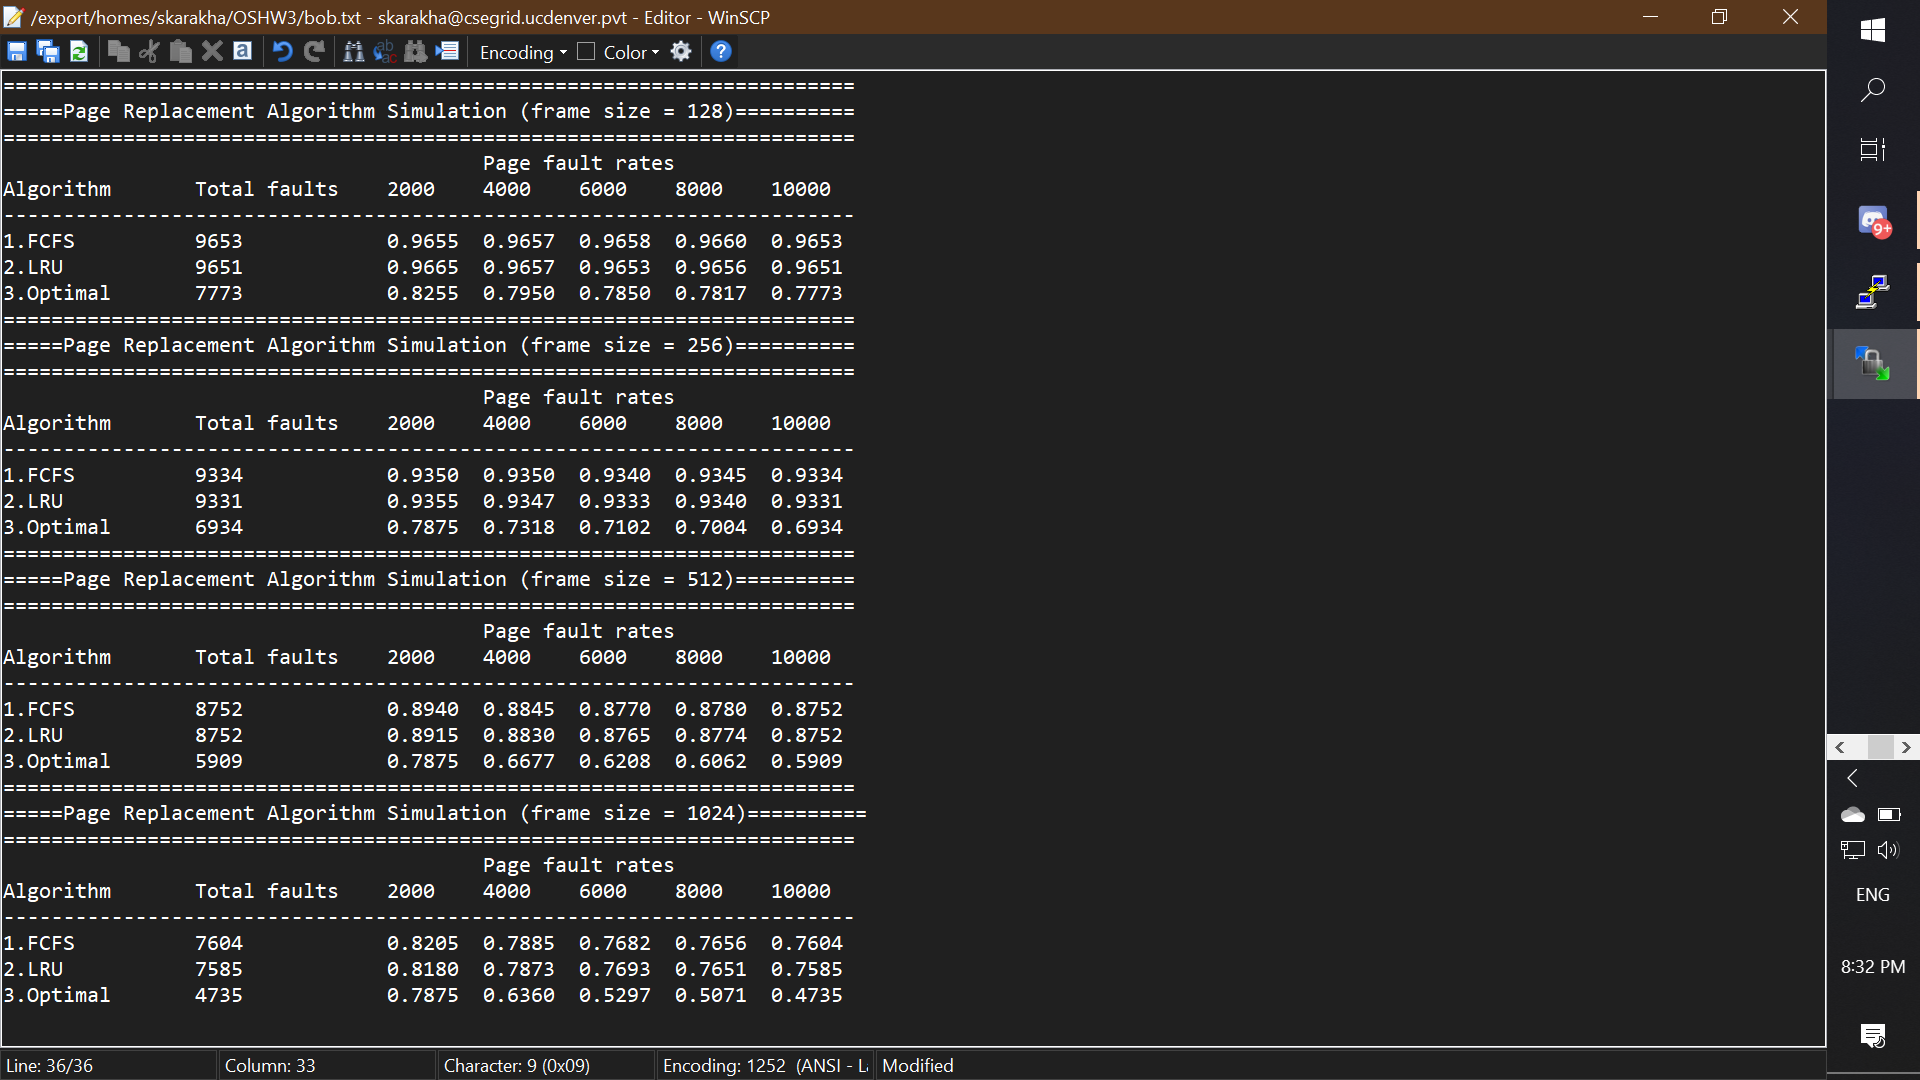 /export/homes/skarakha/OSHW3/bob.txt - skarakha@csegrid.ucdenver.pvt - Editor - WinSCP
Encoding Color
=======================================================================
=====Page Replacement Algorithm Simulation (frame size = 128)==========
=======================================================================
Page fault rates
Algorithm Total faults 2000 4000 6000 8000 10000
-----------------------------------------------------------------------
1.FCFS 9653 0.9655 0.9657 0.9658 0.9660 0.9653
2.LRU 9651 0.9665 0.9657 0.9653 0.9656 0.9651
3.Optimal 7773 0.8255 0.7950 0.7850 0.7817 0.7773
=======================================================================
=====Page Replacement Algorithm Simulation (frame size = 256)==========
=======================================================================
Page fault rates
Algorithm Total faults 2000 4000 6000 8000 10000
-----------------------------------------------------------------------
1.FCFS 9334 0.9350 0.9350 0.9340 0.9345 0.9334
2.LRU 9331 0.9355 0.9347 0.9333 0.9340 0.9331
3.Optimal 6934 0.7875 0.7318 0.7102 0.7004 0.6934
=======================================================================
=====Page Replacement Algorithm Simulation (frame size = 512)==========
=======================================================================
Page fault rates
Algorithm Total faults 2000 4000 6000 8000 10000
-----------------------------------------------------------------------
1.FCFS 8752 0.8940 0.8845 0.8770 0.8780 0.8752
2.LRU 8752 0.8915 0.8830 0.8765 0.8774 0.8752
3.Optimal 5909 0.7875 0.6677 0.6208 0.6062 0.5909
=======================================================================
=====Page Replacement Algorithm Simulation (frame size = 1024)==========
=======================================================================
Page fault rates
Algorithm Total faults 2000 4000 6000 8000 10000
-----------------------------------------------------------------------
1.FCFS 7604 0.8205 0.7885 0.7682 0.7656 0.7604
2.LRU 7585 0.8180 0.7873 0.7693 0.7651 0.7585
3.Optimal 4735 0.7875 0.6360 0.5297 0.5071 0.4735
Line: 36/36 Column: 33 Character: 9 (0x09) Encoding: 1252 (ANSI - L Modified
9+
ENG
8:32 PM